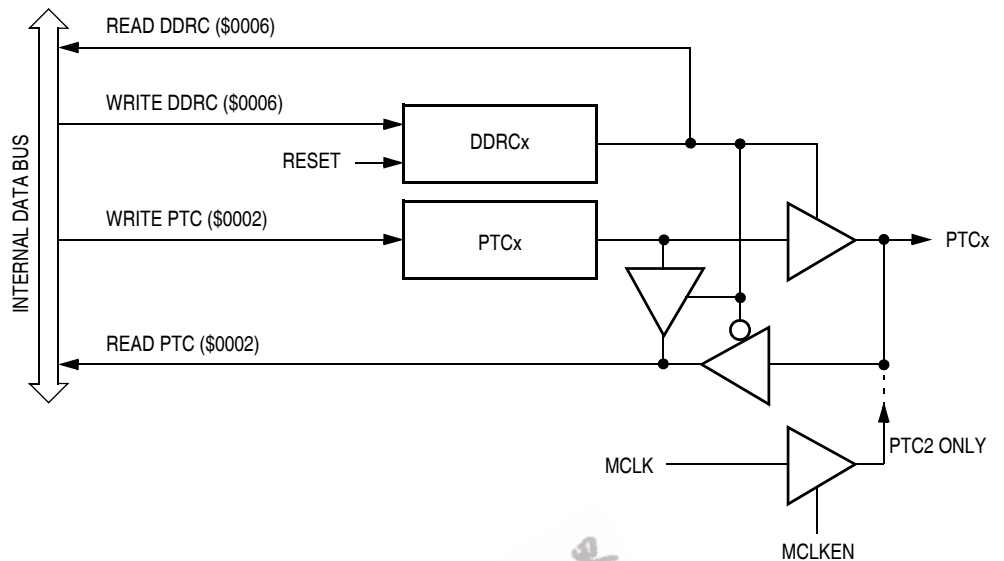 READ DDRC ($0006)
WRITE DDRC ($0006)
DDRCx
RESET
INTERNAL DATA BUS
WRITE PTC ($0002)
PTCx
PTCx
READ PTC ($0002)
PTC2 ONLY
MCLK
MCLKEN